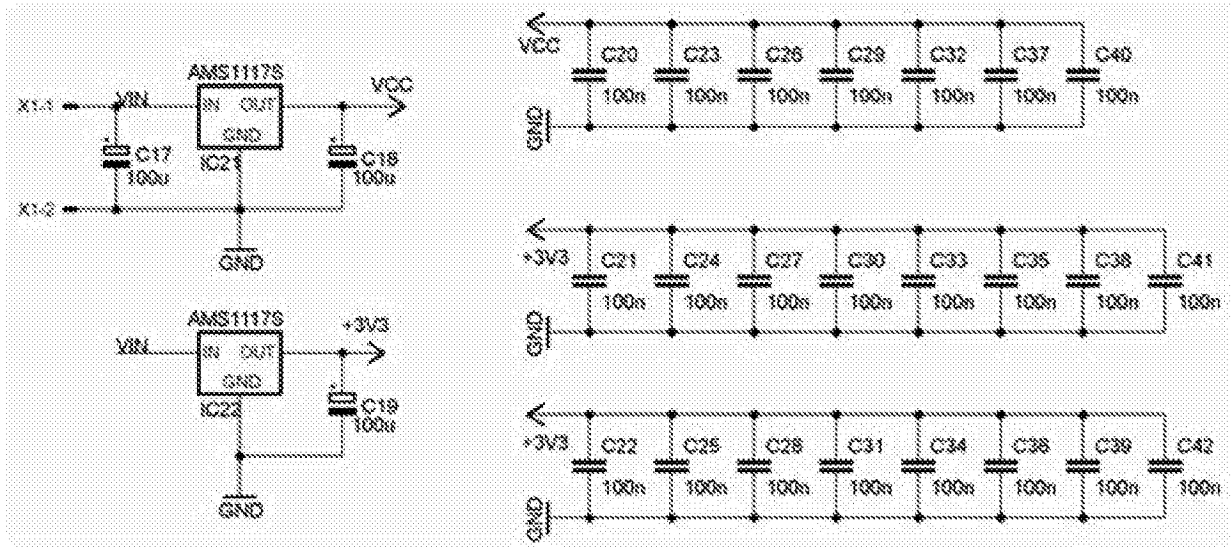 AMS1117S
X1-1
VIN
IN OUT
VCC
GND
IC21
C17
100u
C18
100u
X1-2
GND
AMS1117S
VIN
IN OUT
+3V3
GND
IC22
C19
100u
GND
VCC
C20 C23 C26 C29 C32 C37 C40
100n 100n 100n 100n 100n 100n 100n
GND
+3V3
C21 C24 C27 C30 C33 C35 C38 C41
100n 100n 100n 100n 100n 100n 100n 100n
GND
+3V3
C22 C25 C28 C31 C34 C36 C39 C42
100n 100n 100n 100n 100n 100n 100n 100n
GND